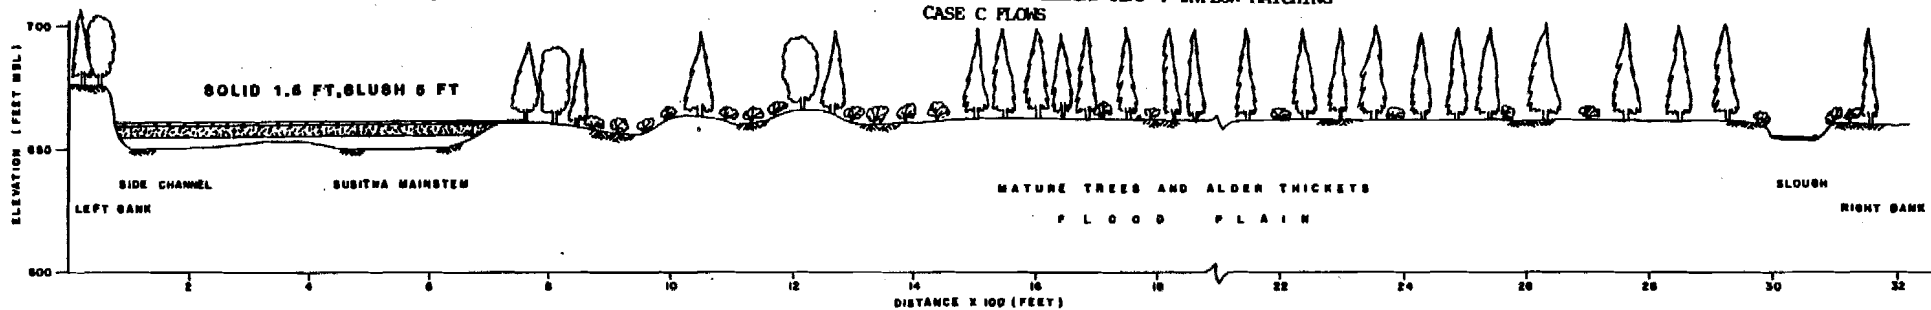 CASE C FLOWS
700
SOLID 1.5 FT, SLUSH 5 FT
ELEVATION (FEET MSL)
650
SIDE CHANNEL
SUSITNA MAINSTEM
MATURE TREES AND ALDER THICKETS
SLOUGH
LEFT BANK
FLOOD PLAIN
RIGHT BANK
600
2 4 6 8 10 12 14 16 18 22 24 26 28 30 32
DISTANCE X 100 (FEET)